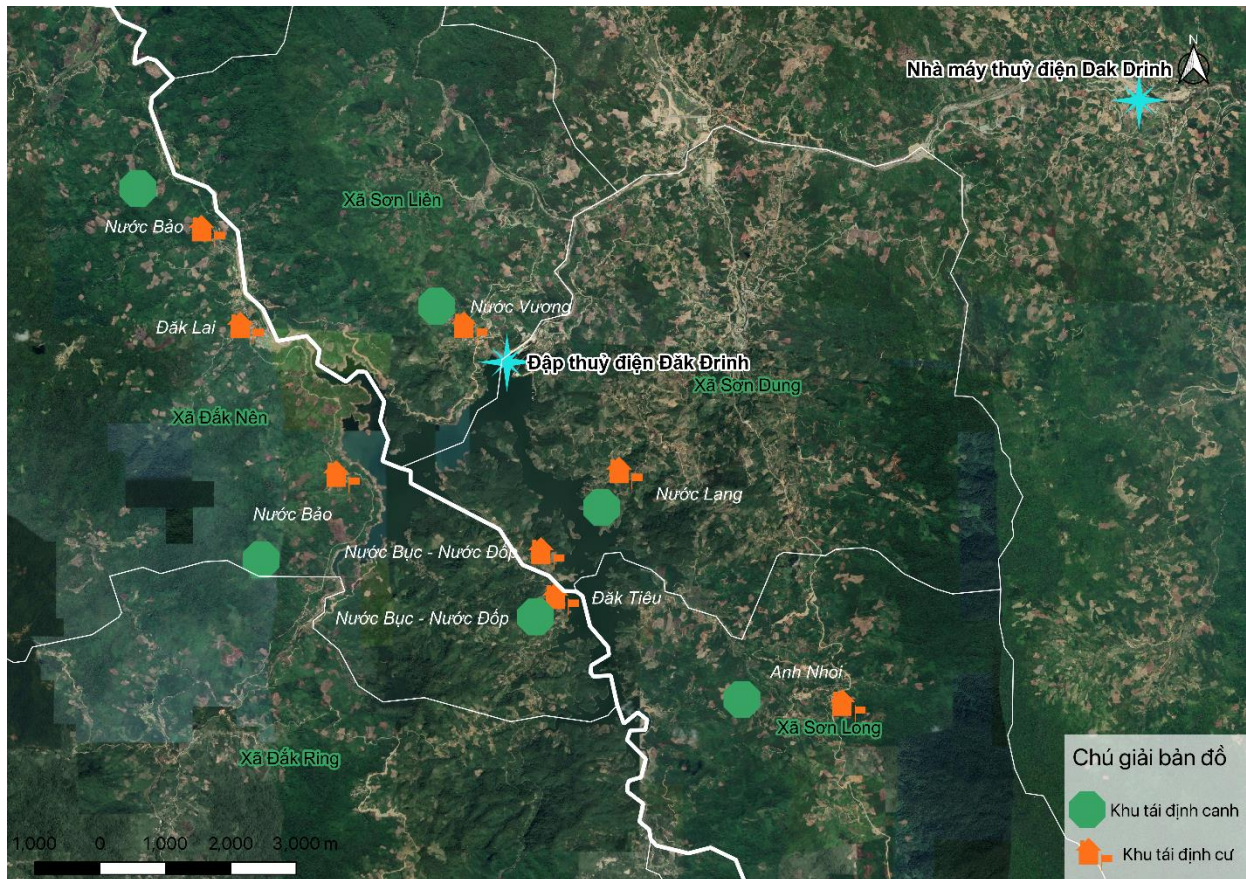 N
Nhà máy thuỷ điện Dak Drinh
Xã Sơn Liên
Nước Bảo
Nước Vương
Đăk Lai
Đập thuỷ điện Đăk Đrinh
Xã Sơn Dung
Xã Đắk Nên
Nước Lang
Nước Bảo
Nước Bục - Nước Đốp
Đăk Tiêu
Nước Bục - Nước Đốp
Anh Nhoi
Xã Sơn Long
Xã Đắk Ring
Chú giải bản đồ
Khu tái định canh
Khu tái định cư
1,000 0 1,000 2,000 3,000 m